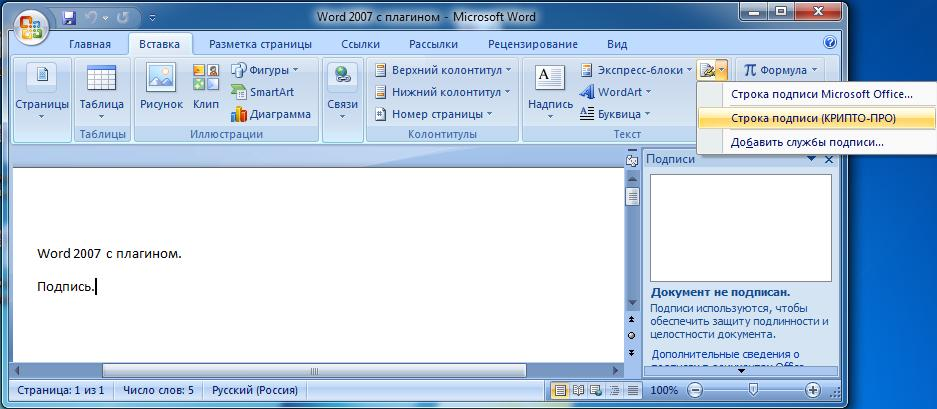 Word 2007 с плагином - Microsoft Word
Главная Вставка Разметка страницы Ссылки Рассылки Рецензирование Вид
Страницы
Таблица
Таблицы
Рисунок
Клип
Фигуры
SmartArt
Диаграмма
Иллюстрации
Связи
Верхний колонтитул
Нижний колонтитул
Номер страницы
Колонтитулы
Надпись
Экспресс-блоки
WordArt
Буквица
Текст
π Формула
Строка подписи Microsoft Office...
Строка подписи (КРИПТО-ПРО)
Добавить службы подписи...
Word 2007 с плагином.
Подпись.
Подписи
Документ не подписан.
Подписи используются, чтобы
обеспечить защиту подлинности и
целостности документа.
Дополнительные сведения о
Страница: 1 из 1 Число слов: 5 Русский (Россия) 100%